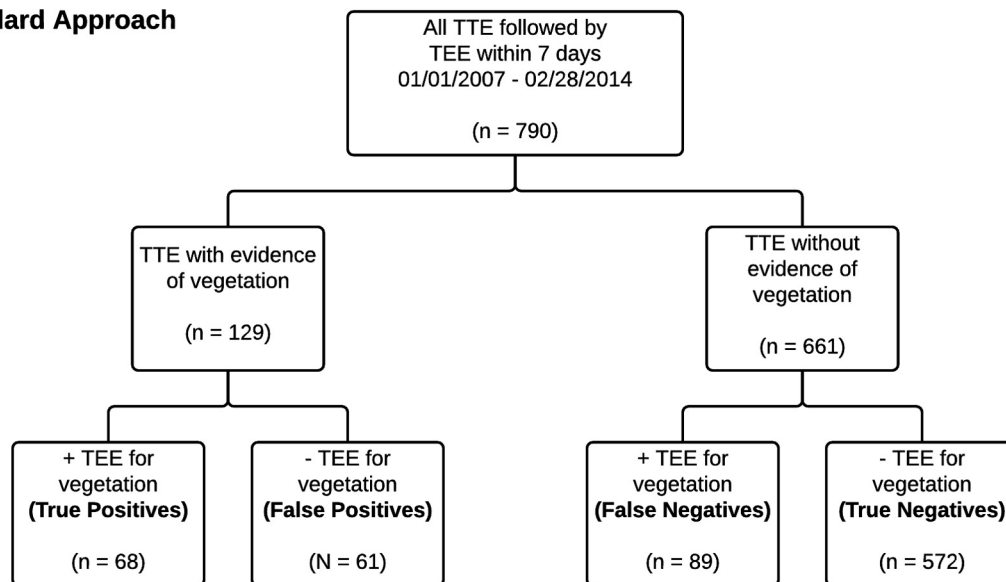 lard Approach
All TTE followed by
TEE within 7 days
01/01/2007 - 02/28/2014
(n = 790)
TTE with evidence
of vegetation
(n = 129)
TTE without
evidence of
vegetation
(n = 661)
+ TEE for
vegetation
(True Positives)
(n = 68)
- TEE for
vegetation
(False Positives)
(N = 61)
+ TEE for
vegetation
(False Negatives)
(n = 89)
- TEE for
vegetation
(True Negatives)
(n = 572)